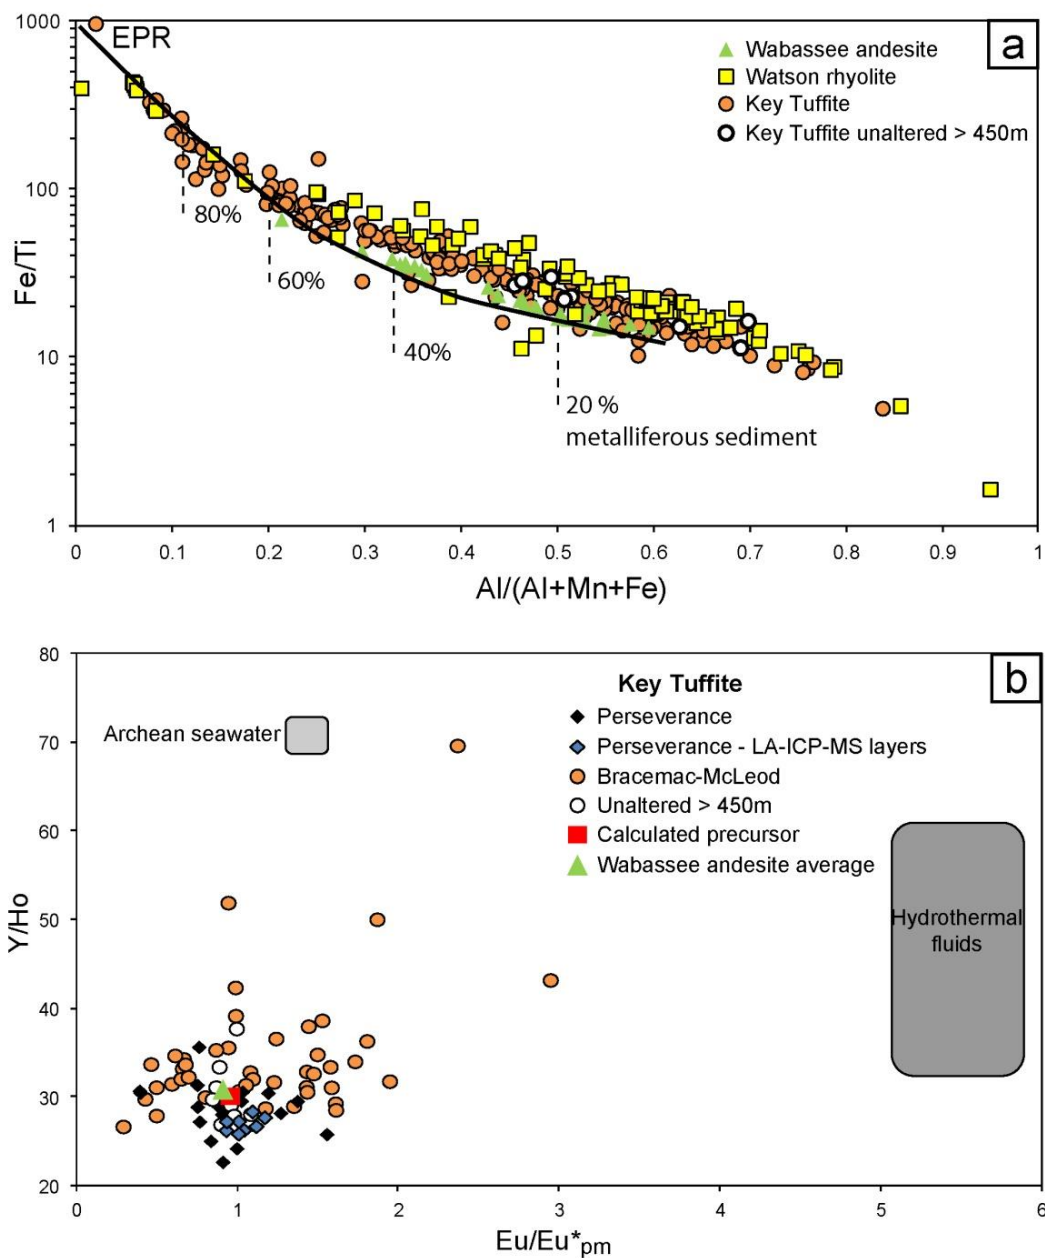 1000
EPR
a
Wabassee andesite
Watson rhyolite
Key Tuffite
Key Tuffite unaltered > 450m
100
80%
60%
Fe/Ti
40%
10
20 %
metalliferous sediment
1
0 0.1 0.2 0.3 0.4 0.5 0.6 0.7 0.8 0.9 1
Al/(Al+Mn+Fe)
80
b
Key Tuffite
Perseverance
Archean seawater
70
Perseverance - LA-ICP-MS layers
Bracemac-McLeod
Unaltered > 450m
Calculated precursor
60
Wabassee andesite average
Y/Ho
50
Hydrothermal
fluids
40
30
20
0 1 2 3 4 5 6
Eu/Eu*pm